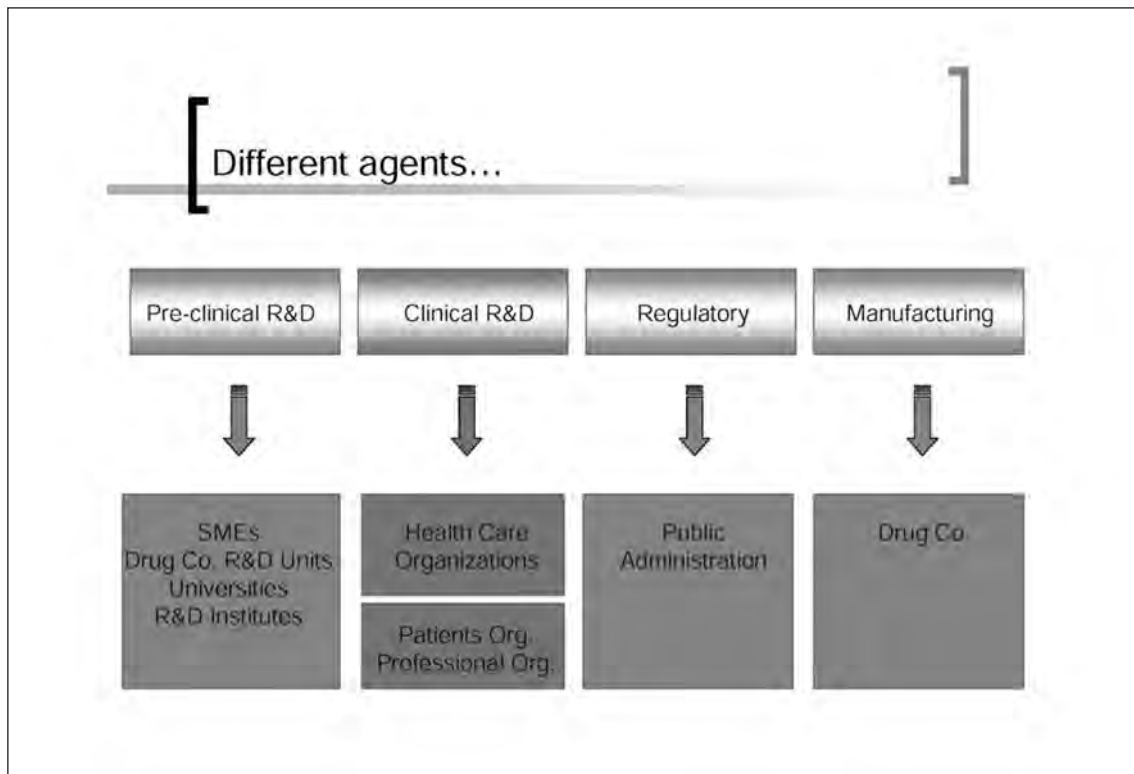 Different agents…
Pre-clinical R&D
Clinical R&D
Regulatory
Manufacturing
SMEs
Drug Co. R&D Units
Universities
R&D Institutes
Health Care
Organizations
Patients Org.
Professional Org.
Public
Administration
Drug Co.